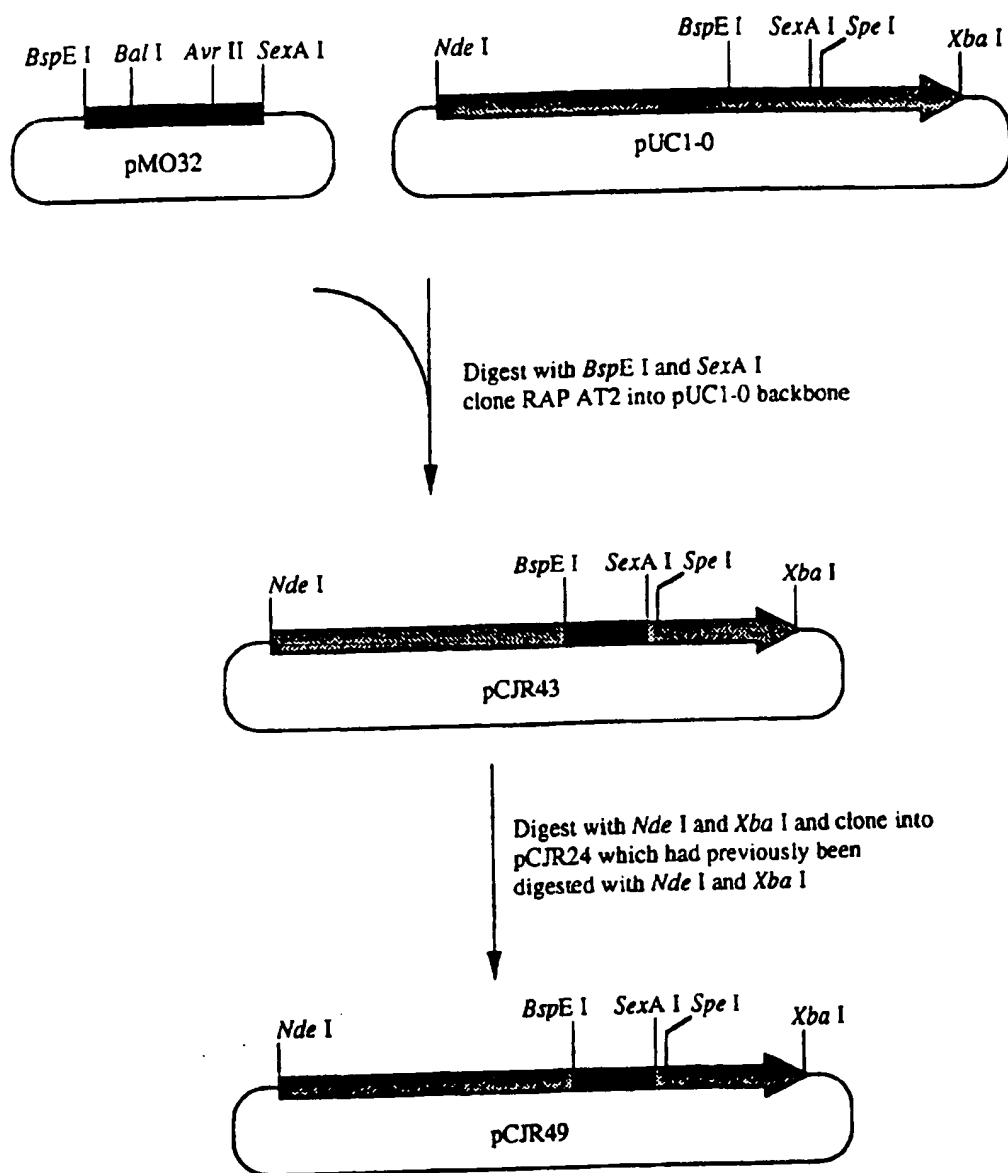 BspE I Bal I Avr II SexA I
pMO32
Nde I BspE I SexA I Spe I Xba I
pUC1-0
Digest with BspE I and SexA I
clone RAP AT2 into pUC1-0 backbone
Nde I BspE I SexA I Spe I Xba I
pCJR43
Digest with Nde I and Xba I and clone into
pCJR24 which had previously been
digested with Nde I and Xba I
Nde I BspE I SexA I Spe I Xba I
pCJR49